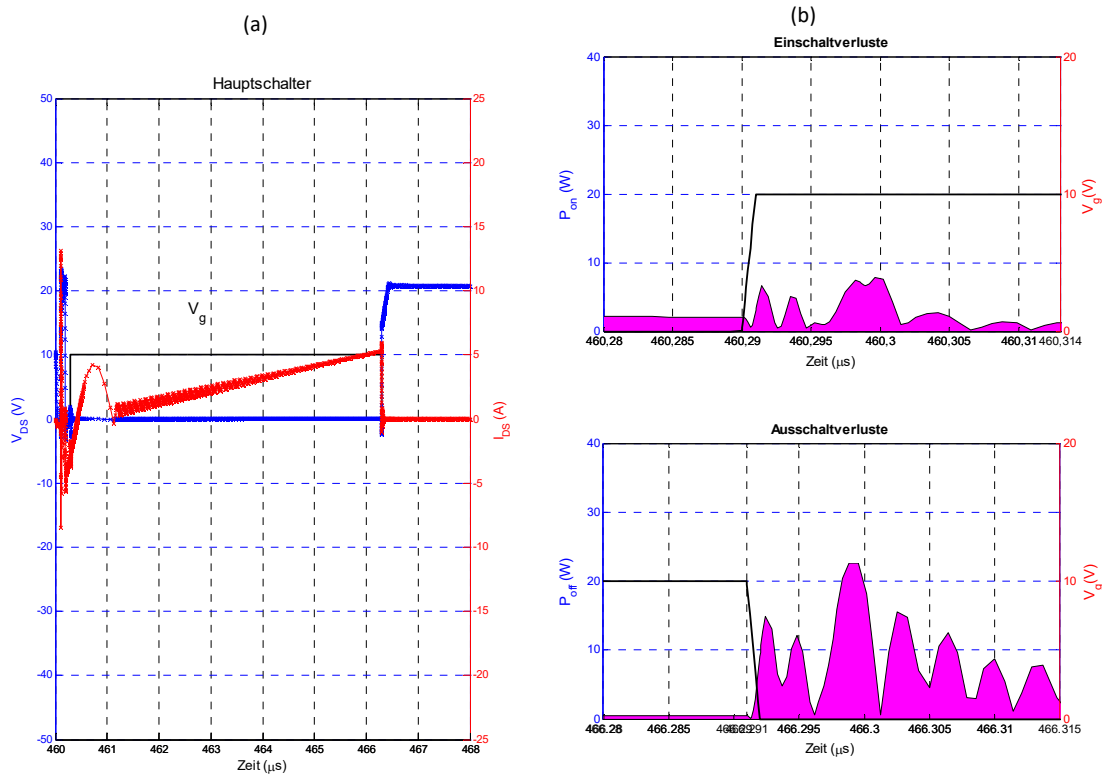 (a)
Hauptschalter
50
40
30
20
10
0
-10
-20
-30
-40
-50
V_DS (V)
25
20
15
10
5
0
-5
-10
-15
-20
-25
I_DS (A)
V_g
460 461 462 463 464 465 466 467 468
Zeit (μs)
(b)
Einschaltverluste
40
30
20
10
0
P_on (W)
20
10
0
V_g (V)
460.28 460.285 460.29 460.295 460.3 460.305 460.31 460.314
Zeit (μs)
Ausschaltverluste
40
30
20
10
0
P_off (W)
20
10
0
V_g (V)
466.28 466.285 466.29 466.291 466.295 466.3 466.305 466.31 466.315
Zeit (μs)